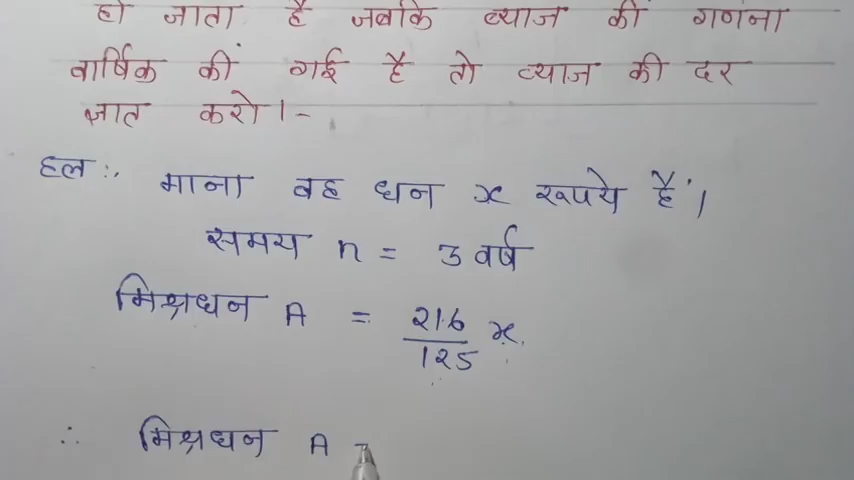 हो जाता है जबकि ब्याज की गणना
वार्षिक की गई है तो ब्याज की दर
ज्ञात करो।-
हल:. माना वह धन x रूपये है।
समय n = 3 वर्ष
मिश्रधन A = 216/125 x.
∴ मिश्रधन A =